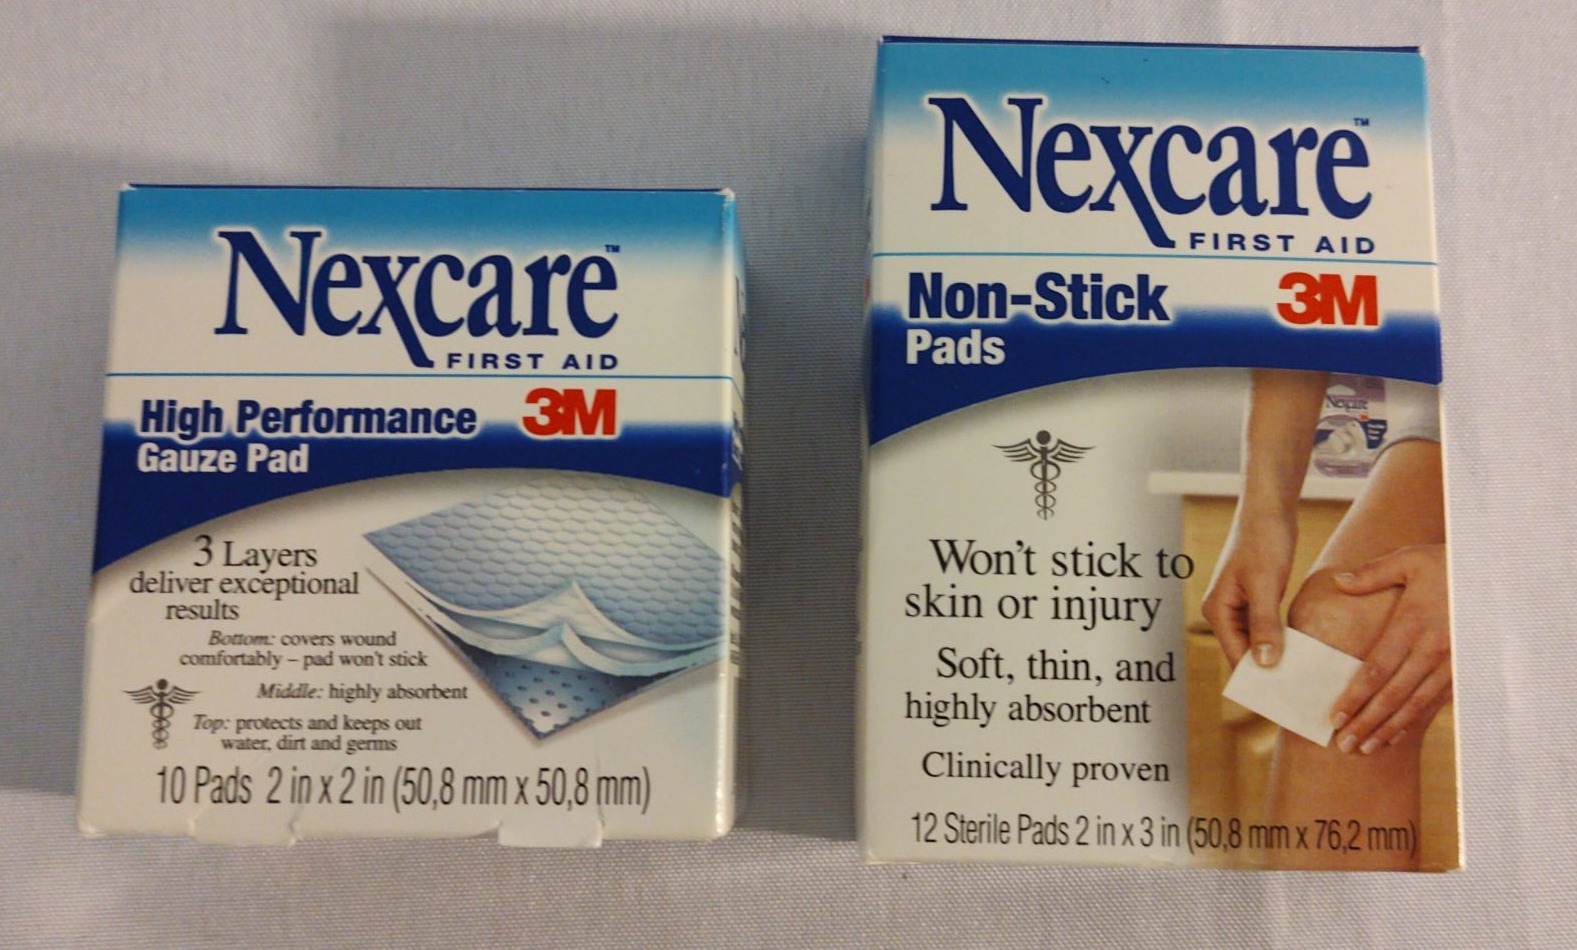 Nexcare™
FIRST AID
High Performance 3M
Gauze Pad
3 Layers
deliver exceptional
results
Bottom: covers wound
comfortably – pad won't stick
Middle: highly absorbent
Top: protects and keeps out
water, dirt and germs
10 Pads 2 in x 2 in (50,8 mm x 50,8 mm)
Nexcare™
FIRST AID
Non-Stick 3M
Pads
Nexcare
Won't stick to
skin or injury
Soft, thin, and
highly absorbent
Clinically proven
12 Sterile Pads 2 in x 3 in (50,8 mm x 76,2 mm)